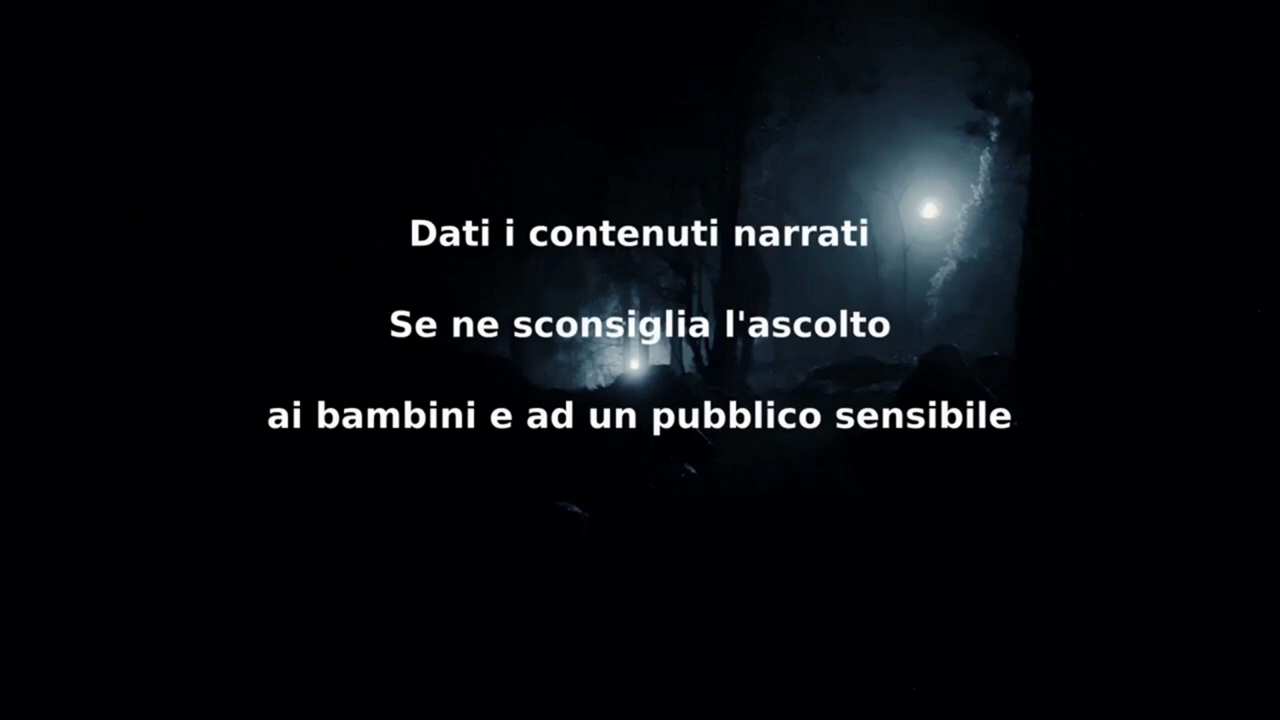 Dati i contenuti narrati
Se ne sconsiglia l'ascolto
ai bambini e ad un pubblico sensibile